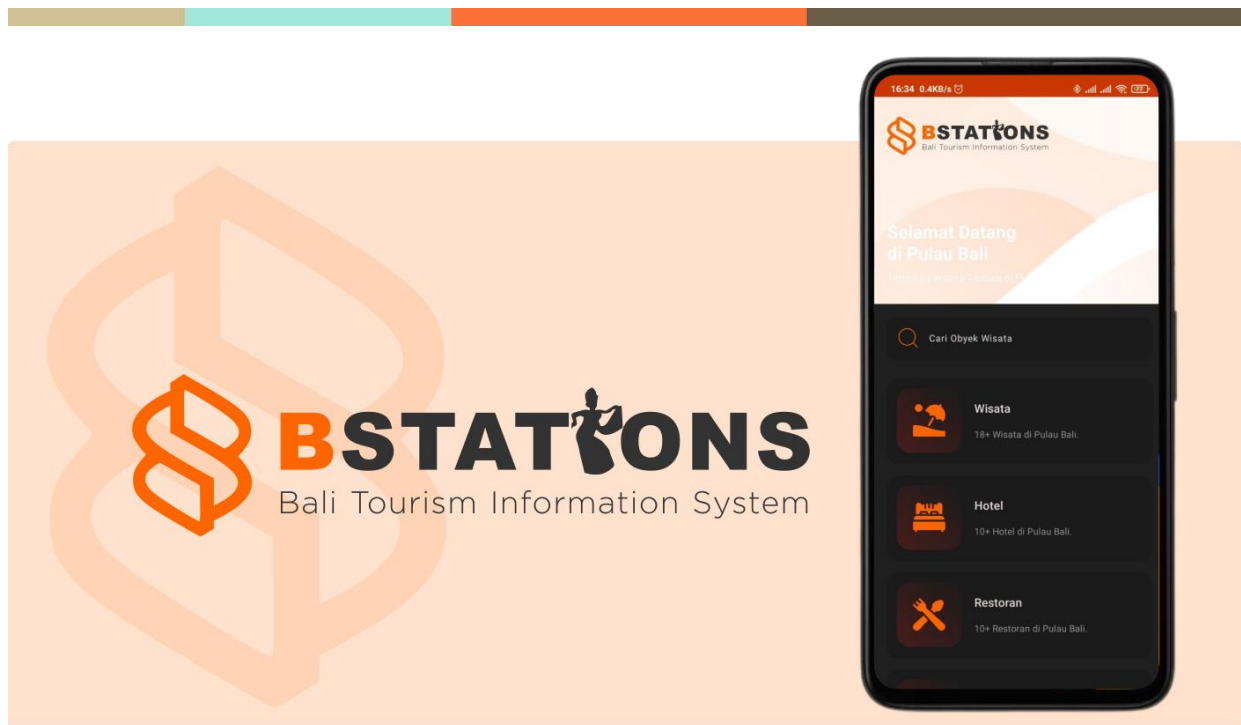 BSTATIONS
Bali Tourism Information System
16:34 0.4KB/s
BSTATIONS
Bali Tourism Information System
Selamat Datang
di Pulau Bali
Cari Obyek Wisata
Wisata
18+ Wisata di Pulau Bali.
Hotel
10+ Hotel di Pulau Bali.
Restoran
10+ Restoran di Pulau Bali.